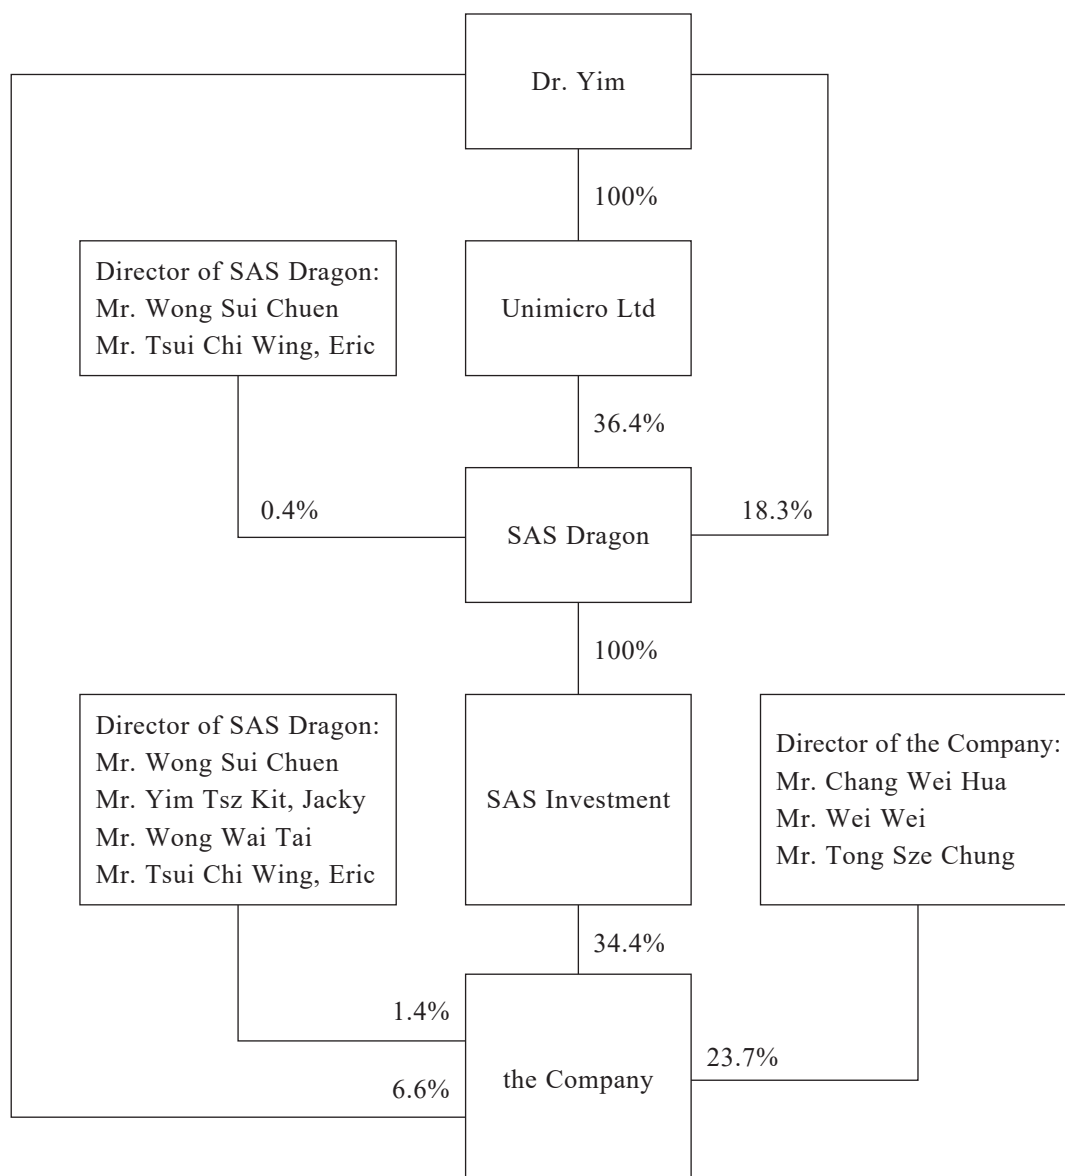 Dr. Yim
100%
Director of SAS Dragon:
Mr. Wong Sui Chuen
Mr. Tsui Chi Wing, Eric
Unimicro Ltd
36.4%
0.4%
18.3%
SAS Dragon
100%
Director of SAS Dragon:
Mr. Wong Sui Chuen
Mr. Yim Tsz Kit, Jacky
Mr. Wong Wai Tai
Mr. Tsui Chi Wing, Eric
SAS Investment
Director of the Company:
Mr. Chang Wei Hua
Mr. Wei Wei
Mr. Tong Sze Chung
34.4%
1.4%
23.7%
6.6%
the Company